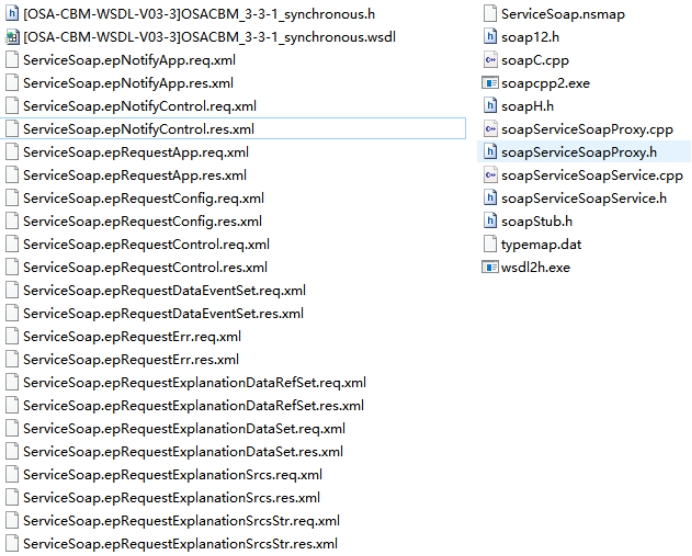 [OSA-CBM-WSDL-V03-3]OSACBM_3-3-1_synchronous.h
[OSA-CBM-WSDL-V03-3]OSACBM_3-3-1_synchronous.wsdl
ServiceSoap.epNotifyApp.req.xml
ServiceSoap.epNotifyApp.res.xml
ServiceSoap.epNotifyControl.req.xml
ServiceSoap.epNotifyControl.res.xml
ServiceSoap.epRequestApp.req.xml
ServiceSoap.epRequestApp.res.xml
ServiceSoap.epRequestConfig.req.xml
ServiceSoap.epRequestConfig.res.xml
ServiceSoap.epRequestControl.req.xml
ServiceSoap.epRequestControl.res.xml
ServiceSoap.epRequestDataEventSet.req.xml
ServiceSoap.epRequestDataEventSet.res.xml
ServiceSoap.epRequestErr.req.xml
ServiceSoap.epRequestErr.res.xml
ServiceSoap.epRequestExplanationDataRefSet.req.xml
ServiceSoap.epRequestExplanationDataRefSet.res.xml
ServiceSoap.epRequestExplanationDataSet.req.xml
ServiceSoap.epRequestExplanationDataSet.res.xml
ServiceSoap.epRequestExplanationSrcs.req.xml
ServiceSoap.epRequestExplanationSrcs.res.xml
ServiceSoap.epRequestExplanationSrcsStr.req.xml
ServiceSoap.epRequestExplanationSrcsStr.res.xml
ServiceSoap.nsmap
soap12.h
soapC.cpp
soapcpp2.exe
soapH.h
soapServiceSoapProxy.cpp
soapServiceSoapProxy.h
soapServiceSoapService.cpp
soapServiceSoapService.h
soapStub.h
typemap.dat
wsdl2h.exe